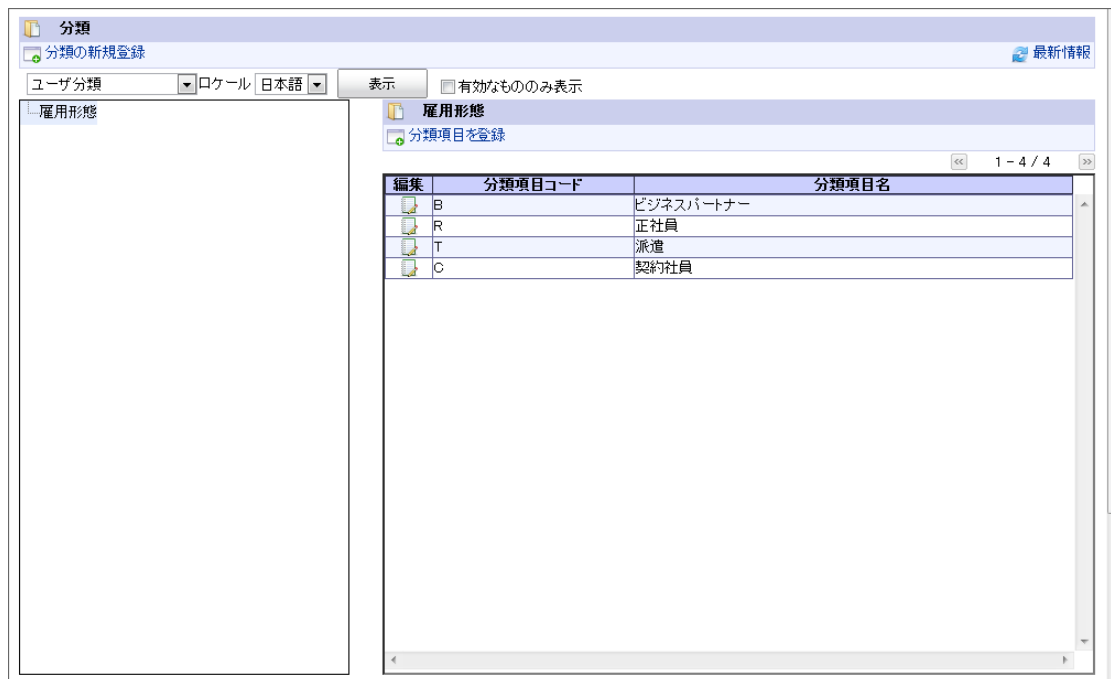 分類
分類の新規登録 最新情報
ユーザ分類 ロケール 日本語 表示 有効なもののみ表示
雇用形態
雇用形態
分類項目を登録
1 - 4 / 4
編集 分類項目コード 分類項目名
B ビジネスパートナー
R 正社員
T 派遣
C 契約社員